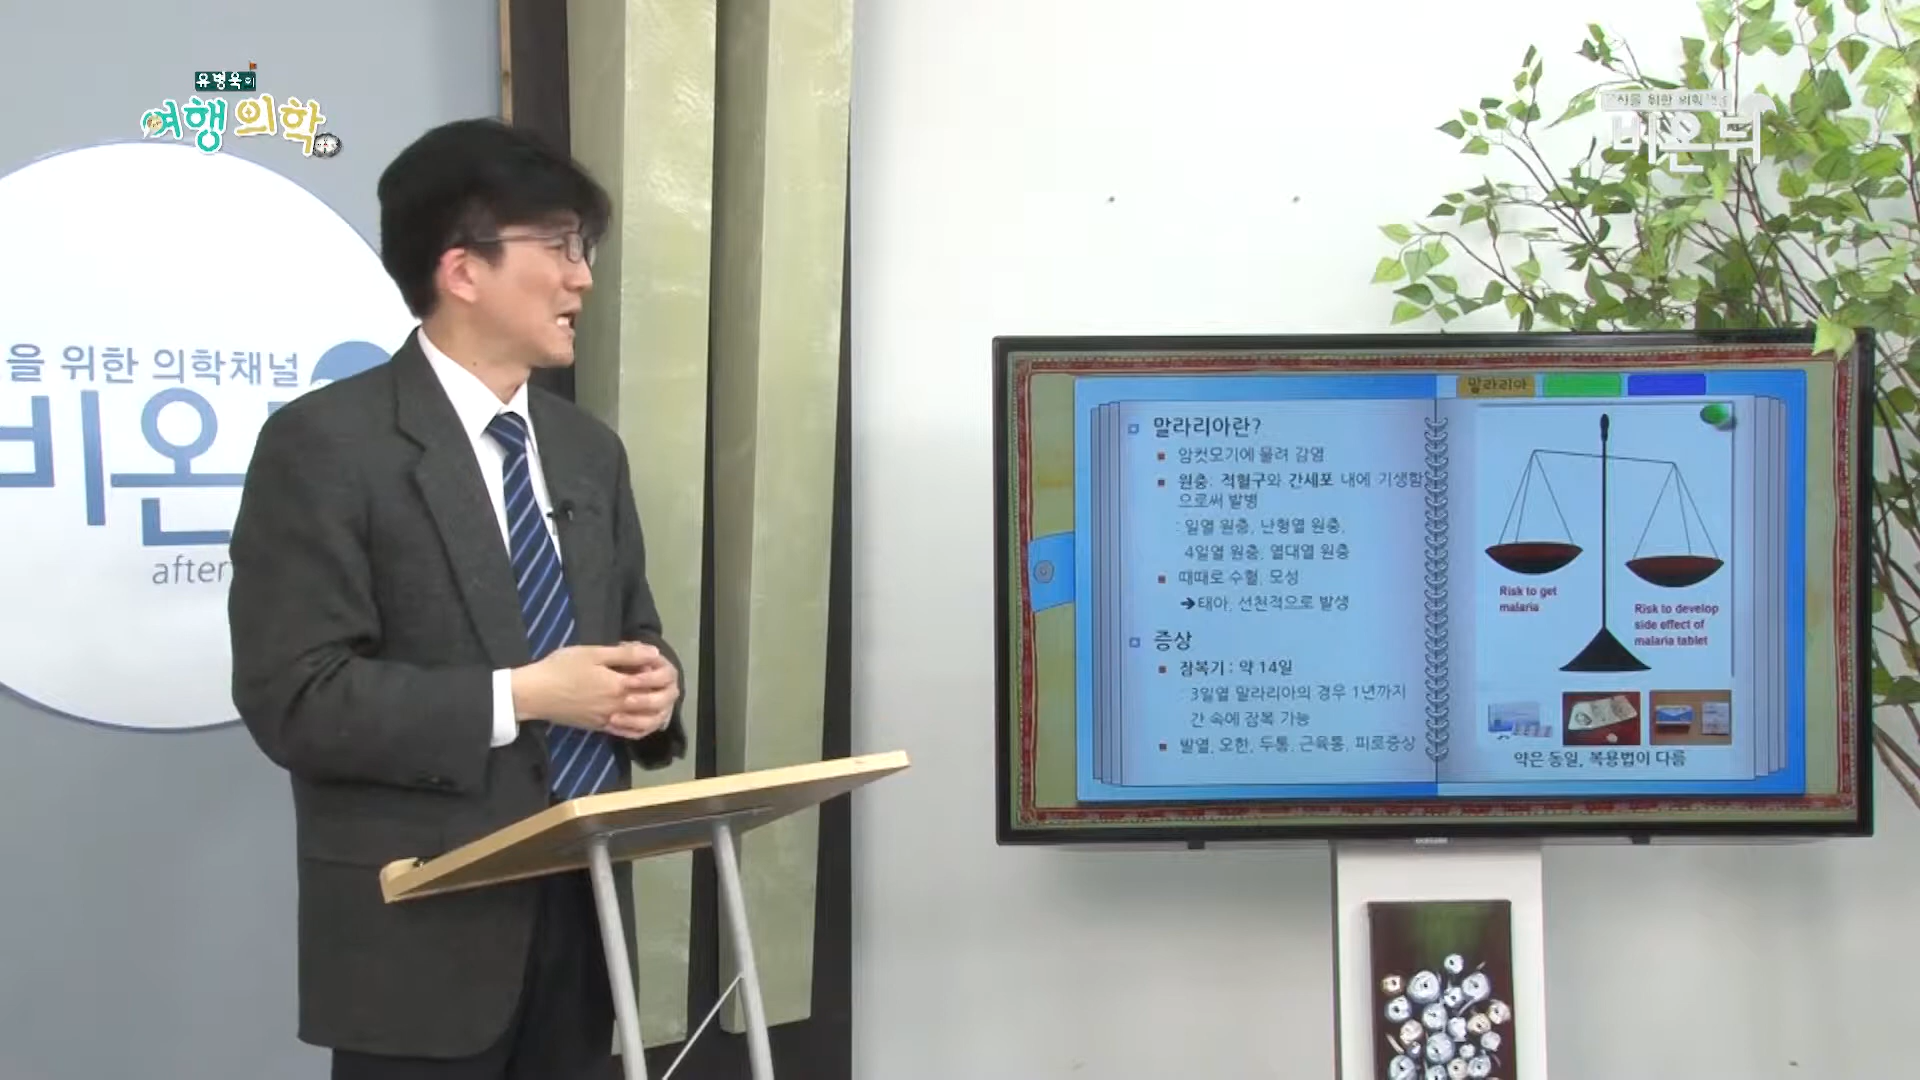 유병욱의
여행 의학
을 위한 의학채널
비온
after
비온뒤
말라리아
말라리아란?
암컷모기에 물려 감염
원충: 적혈구와 간세포 내에 기생함
으로써 발병
: 일열 원충, 난형열 원충,
4일열 원충, 열대열 원충
때때로 수혈, 모성
➔태아, 선천적으로 발생
증상
잠복기 : 약 14일
3일열 말라리아의 경우 1년까지
간 속에 잠복 가능
발열, 오한, 두통, 근육통, 피로증상
Risk to get
malaria
Risk to develop
side effect of
malaria tablet
약은 동일, 복용법이 다름